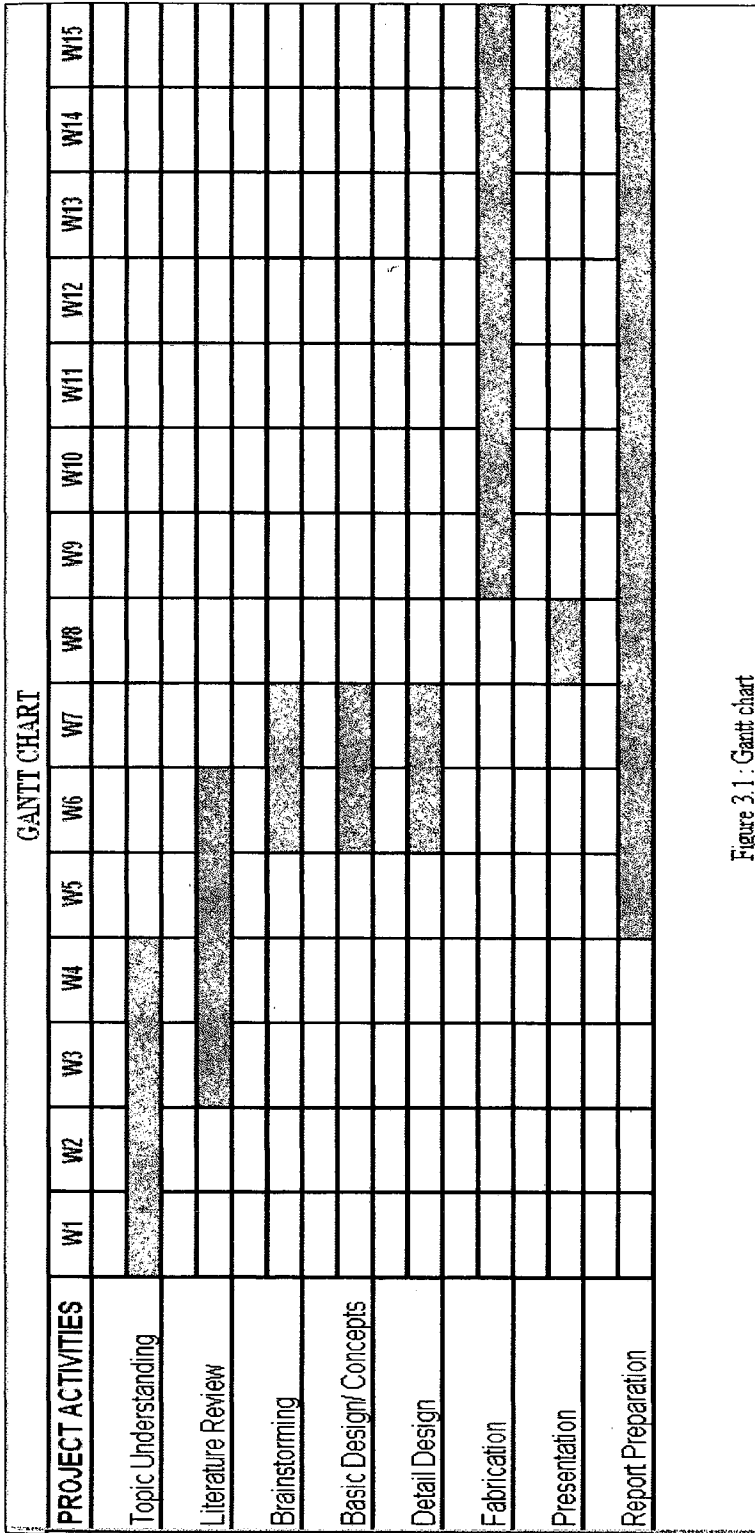 GANTT CHART
PROJECT ACTIVITIES W1 W2 W3 W4 W5 W6 W7 W8 W9 W10 W11 W12 W13 W14 W15
Topic Understanding
Literature Review
Brainstorming
Basic Design/ Concepts
Detail Design
Fabrication
Presentation
Report Preparation
Figure 3.1 : Gantt chart